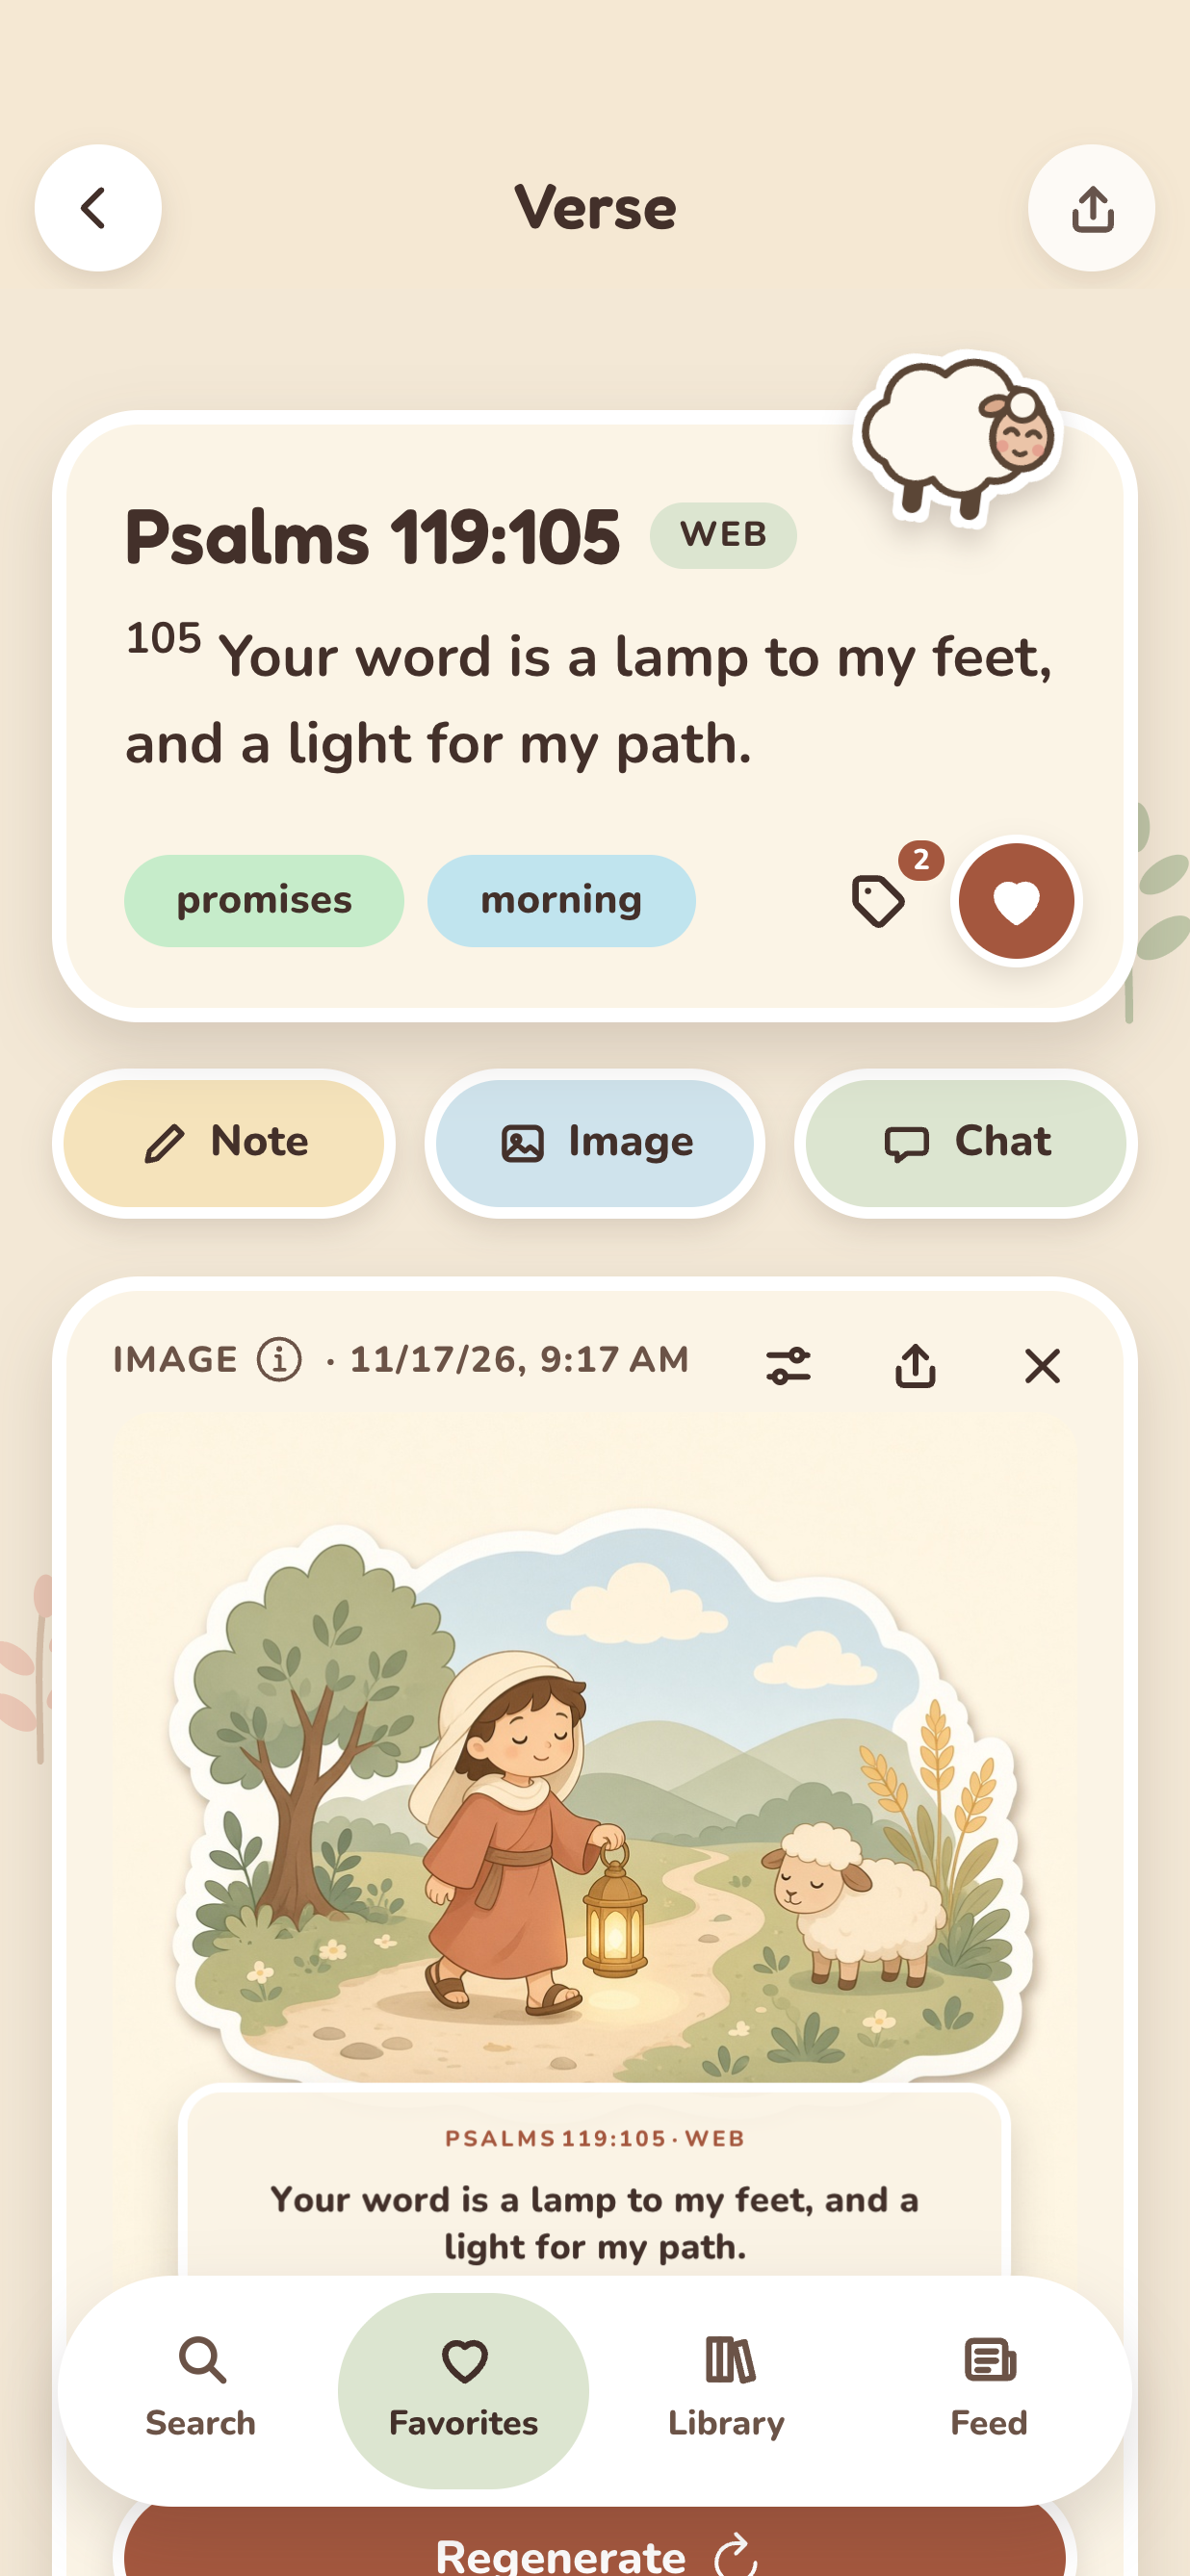 Verse
Psalms 119:105 WEB
105 Your word is a lamp to my feet,
and a light for my path.
promises morning 2
Note Image Chat
IMAGE · 11/17/26, 9:17 AM
PSALMS 119:105 · WEB
Your word is a lamp to my feet, and a
light for my path.
Search Favorites Library Feed
Regenerate